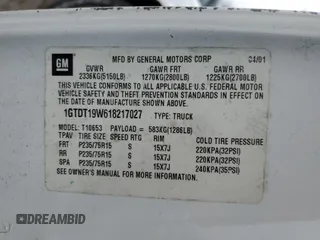 GM
MFD BY GENERAL MOTORS CORP 04/01
GVWR GAWR FRT GAWR RR
2336KG(5150LB) 1270KG(2800LB) 1225KG(2700LB)
THIS VEHICLE CONFORMS TO ALL APPLICABLE U.S. FEDERAL
MOTOR VEHICLE SAFETY AND THEFT PREVENTION STANDARDS
IN EFFECT ON THE DATE OF MANUFACTURE SHOWN ABOVE.
1GTDT19W618217027 TYPE: TRUCK
MODEL: T10653 PAYLOAD = 583KG(1286LB)
TPAV TIRE SIZE SPEED RTG RIM COLD TIRE PRESSURE
FRT P235/75R15 S 15X7J 220KPA(32PSI)
RR P235/75R15 S 15X7J 220KPA(32PSI)
SPA P235/75R15 S 15X7J 240KPA(35PSI)
SEE OWNER'S MANUAL FOR MORE INFORMATION.
@DREAMBID